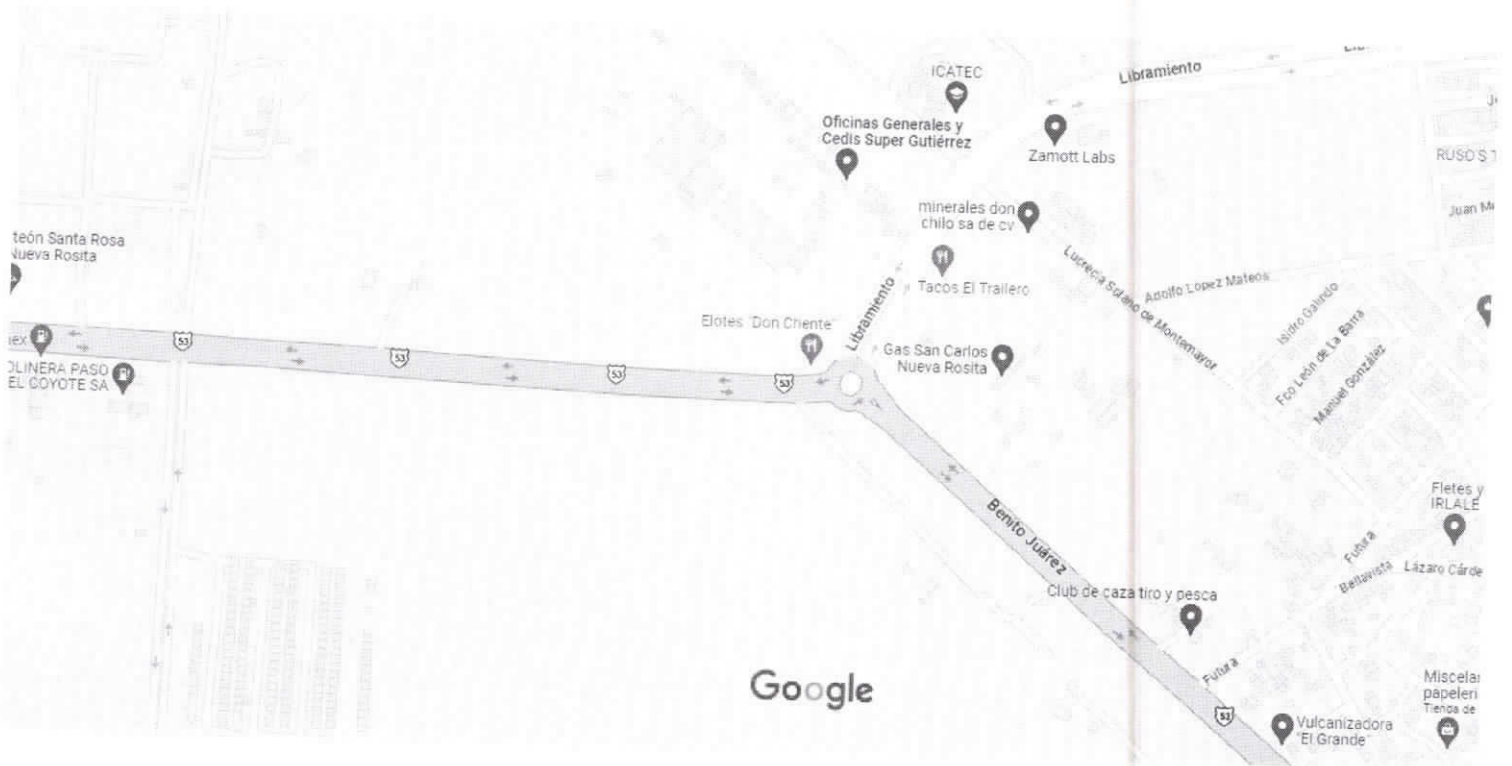 ICATEC
Libramiento
Oficinas Generales y
Cedis Super Gutiérrez
Zamott Labs
RUSO'S T
minerales don
chilo sa de cv
Juan M
teón Santa Rosa
Nueva Rosita
Lucrecia Solano de Montemayor
Adolfo López Mateos
Tacos El Trailero
Libramiento
Isidro Galindo
Fco León de La Barra
Manuel González
Elotes "Don Chente"
Gas San Carlos
Nueva Rosita
ex
OLINERA PASO
EL COYOTE SA
53
53
53
53
Benito Juárez
Fletes y
IRLALE
Futura
Bellavista
Lázaro Cárde
Club de caza tiro y pesca
Futura
Google
53
Vulcanizadora
"El Grande"
Miscela
papeleri
Tienda de